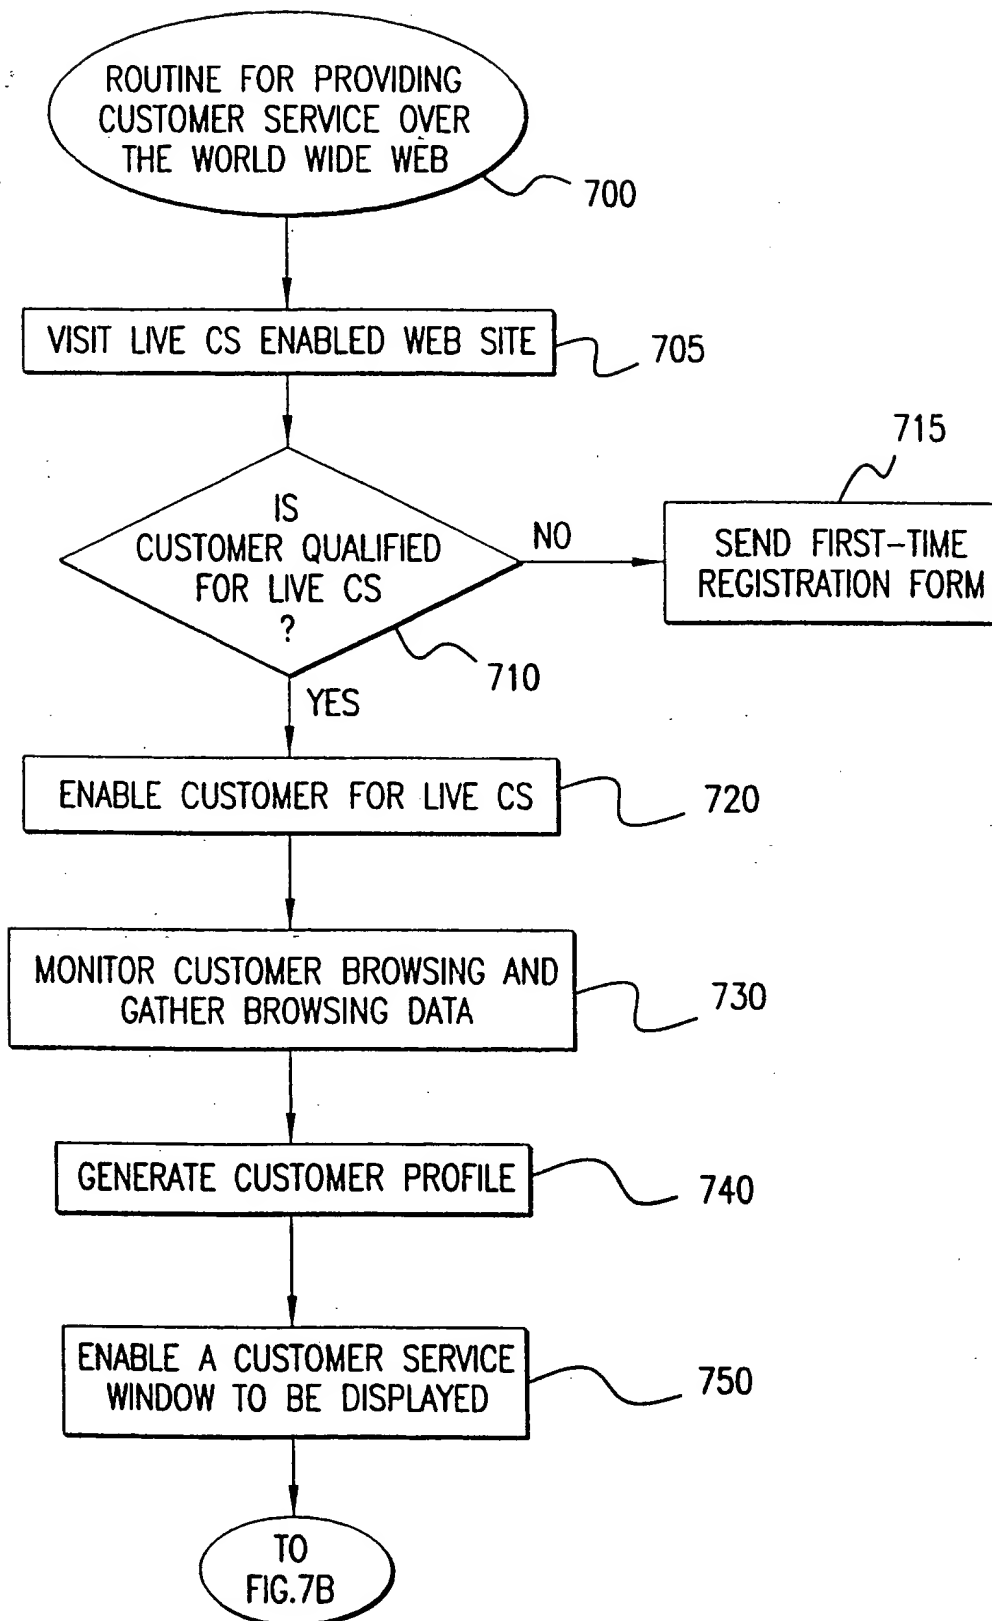 ROUTINE FOR PROVIDING
CUSTOMER SERVICE OVER
THE WORLD WIDE WEB
700
VISIT LIVE CS ENABLED WEB SITE
705
IS
CUSTOMER QUALIFIED
FOR LIVE CS
?
710
NO
715
SEND FIRST-TIME
REGISTRATION FORM
YES
ENABLE CUSTOMER FOR LIVE CS
720
MONITOR CUSTOMER BROWSING AND
GATHER BROWSING DATA
730
GENERATE CUSTOMER PROFILE
740
ENABLE A CUSTOMER SERVICE
WINDOW TO BE DISPLAYED
750
TO
FIG.7B